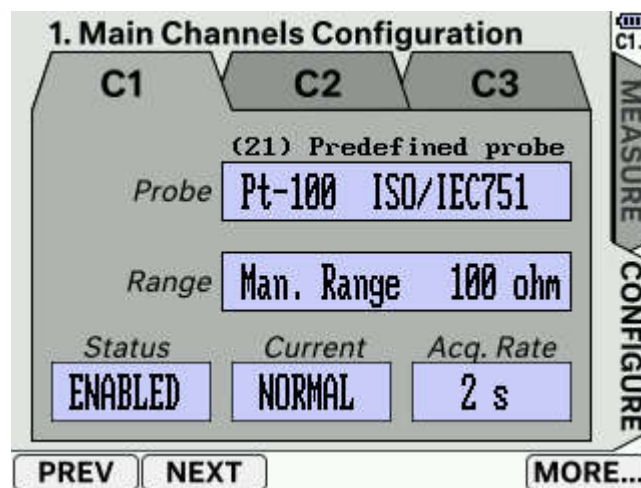 1. Main Channels Configuration
C1.
C1 C2 C3
MEASURE
(21) Predefined probe
Probe Pt-100 ISO/IEC751
Range Man. Range 100 ohm
CONFIGURE
Status Current Acq. Rate
ENABLED NORMAL 2 s
PREV NEXT MORE...